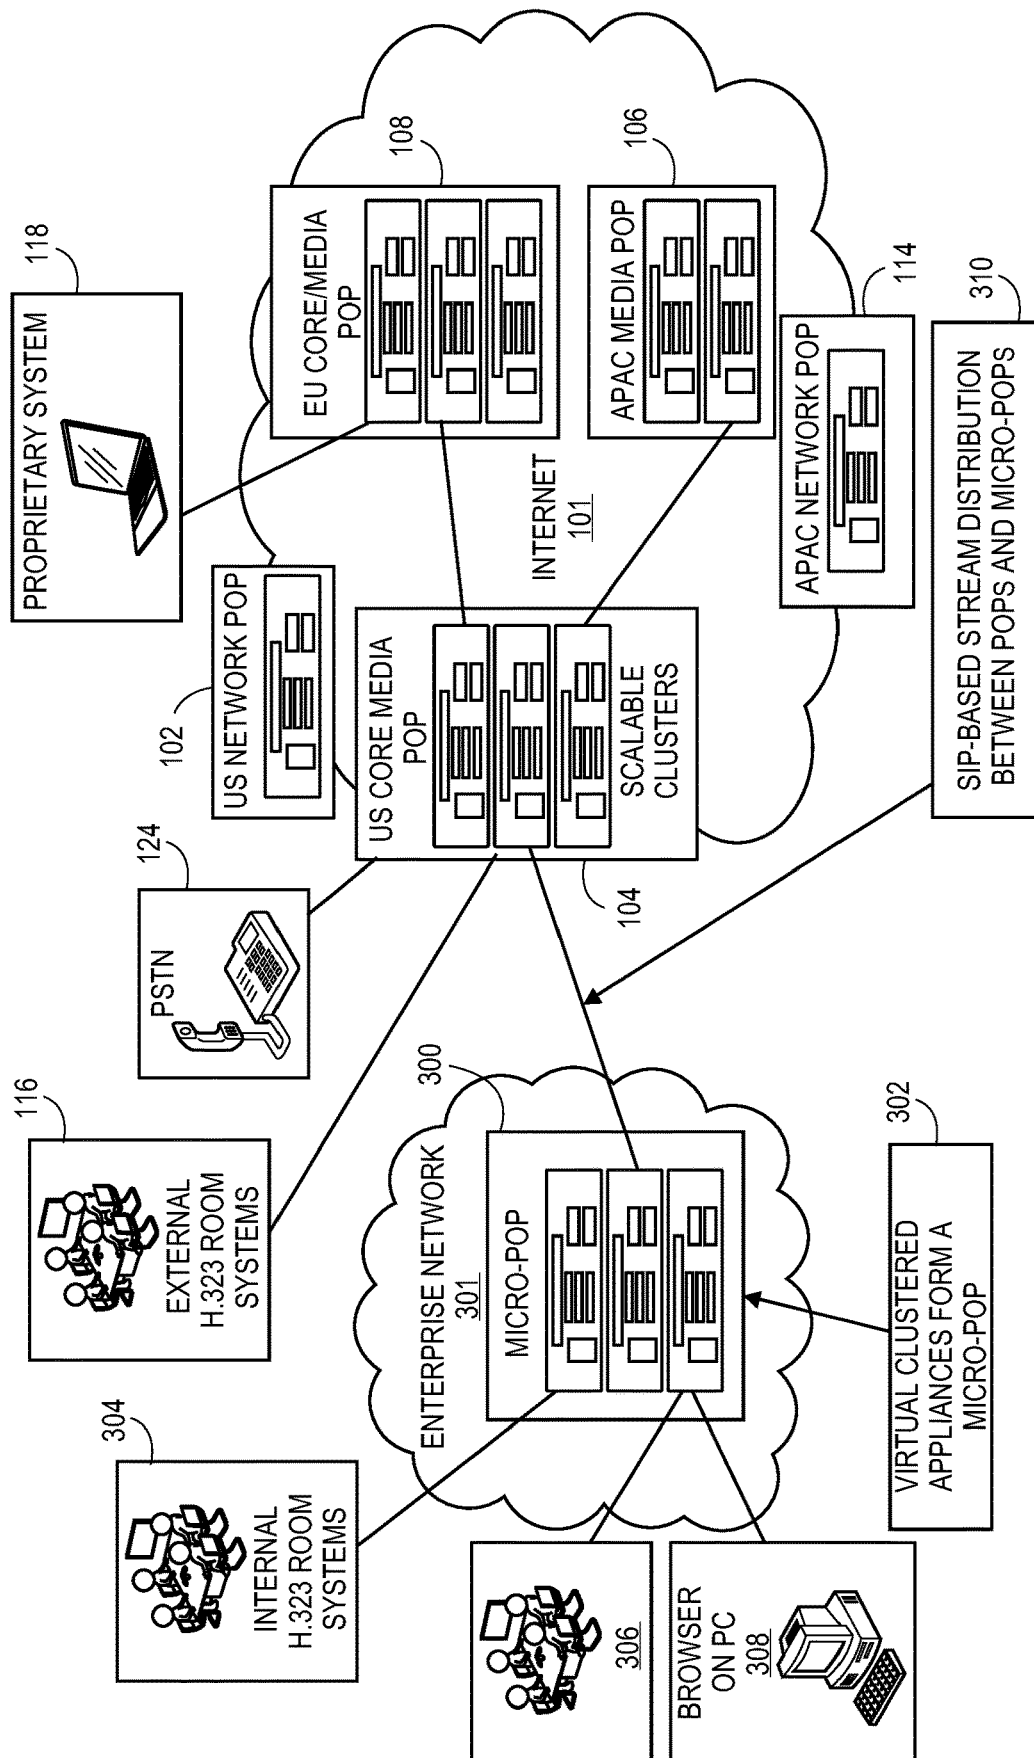 304
INTERNAL
H.323 ROOM
SYSTEMS
116
EXTERNAL
H.323 ROOM
SYSTEMS
124
PSTN
102
US NETWORK POP
118
PROPRIETARY SYSTEM
306
BROWSER
ON PC
308
ENTERPRISE NETWORK
301
300
MICRO-POP
US CORE MEDIA
POP
SCALABLE
CLUSTERS
104
INTERNET
101
EU CORE/MEDIA
POP
108
APAC MEDIA POP
106
APAC NETWORK POP
114
302
VIRTUAL CLUSTERED
APPLIANCES FORM A
MICRO-POP
310
SIP-BASED STREAM DISTRIBUTION
BETWEEN POPS AND MICRO-POPS